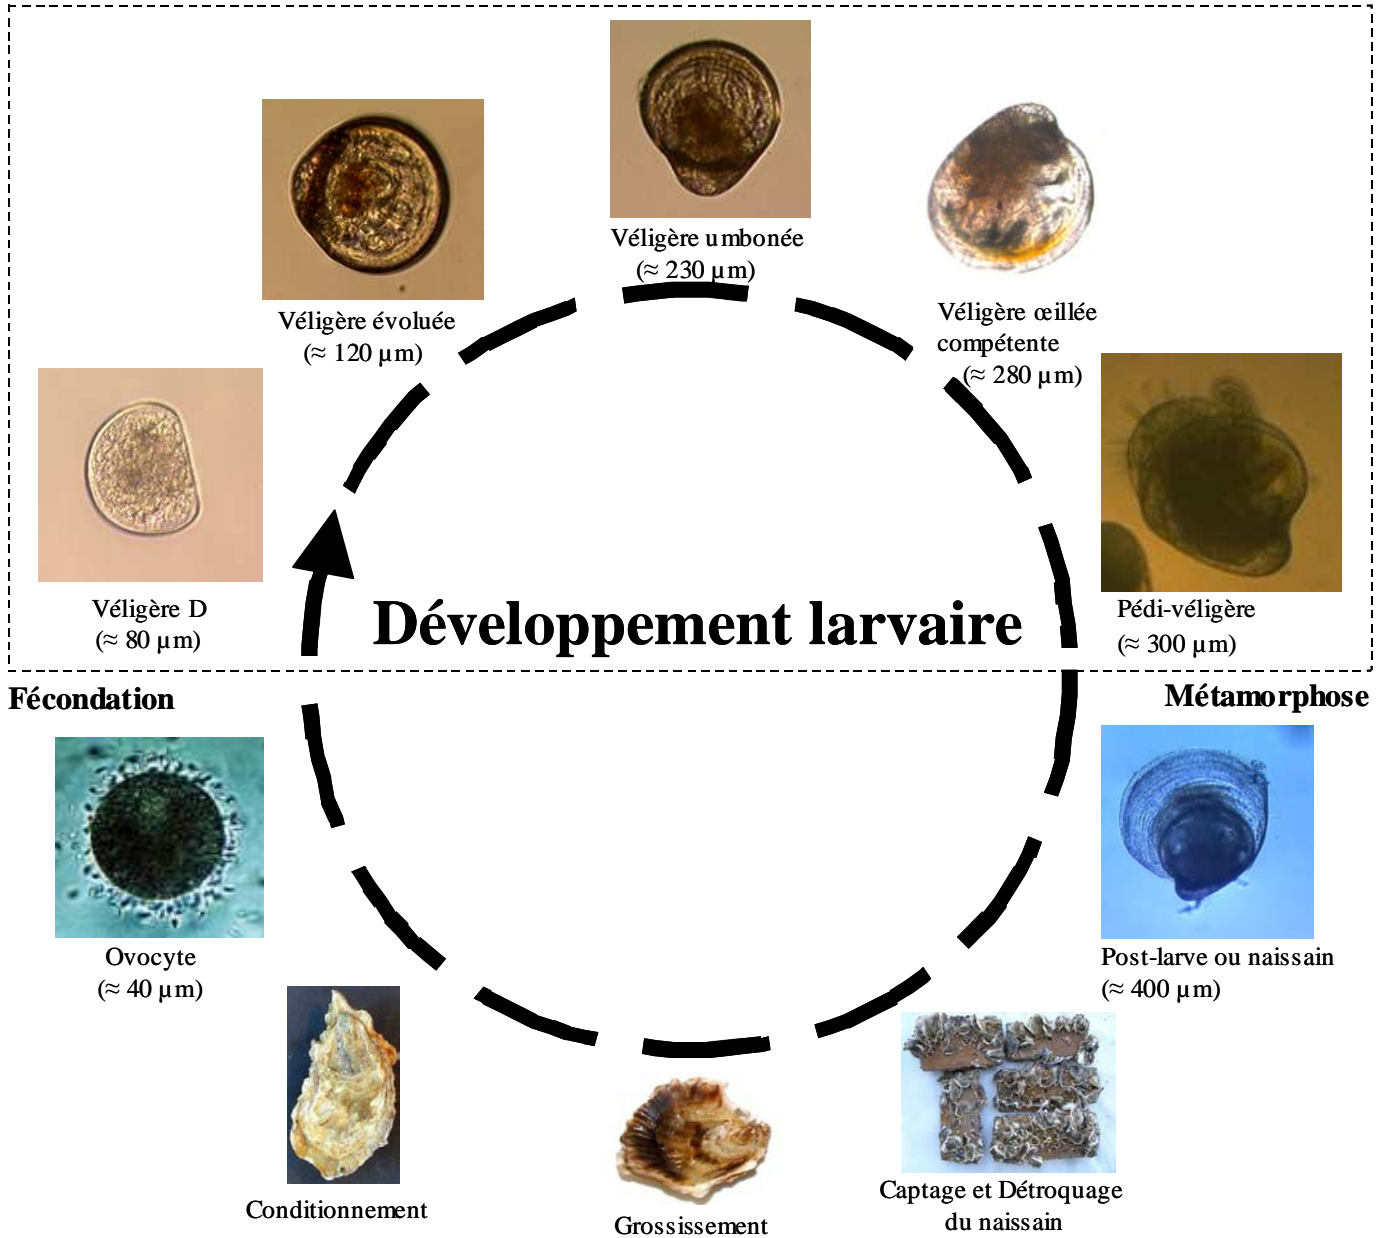 Véligère umbonée
(≈ 230 µm)
Véligère évoluée
(≈ 120 µm)
Véligère œillée
compétente
(≈ 280 µm)
Véligère D
(≈ 80 µm)
Développement larvaire
Pédi-véligère
(≈ 300 µm)
Fécondation
Métamorphose
Ovocyte
(≈ 40 µm)
Post-larve ou naissain
(≈ 400 µm)
Conditionnement
Grossissement
Captage et Détroquage
du naissain